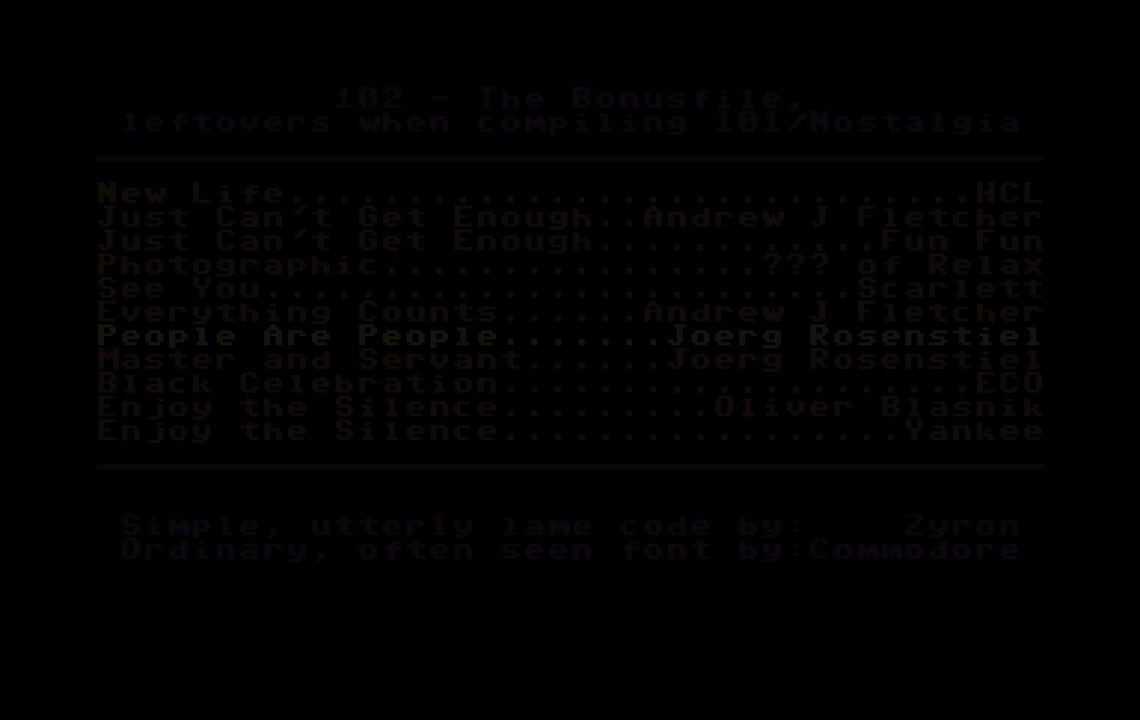 102 - The Bonusfile,
leftovers when compiling 101/Nostalgia
New Life.............................HCL
Just Can't Get Enough..Andrew J Fletcher
Just Can't Get Enough............Fun Fun
Photographic................??? of Relax
See You.........................Scarlett
Everything Counts......Andrew J Fletcher
People Are People.......Joerg Rosenstiel
Master and Servant......Joerg Rosenstiel
Black Celebration....................ECO
Enjoy the Silence.........Oliver Blasnik
Enjoy the Silence.................Yankee
Simple, utterly lame code by:    Zyron
Ordinary, often seen font by:Commodore